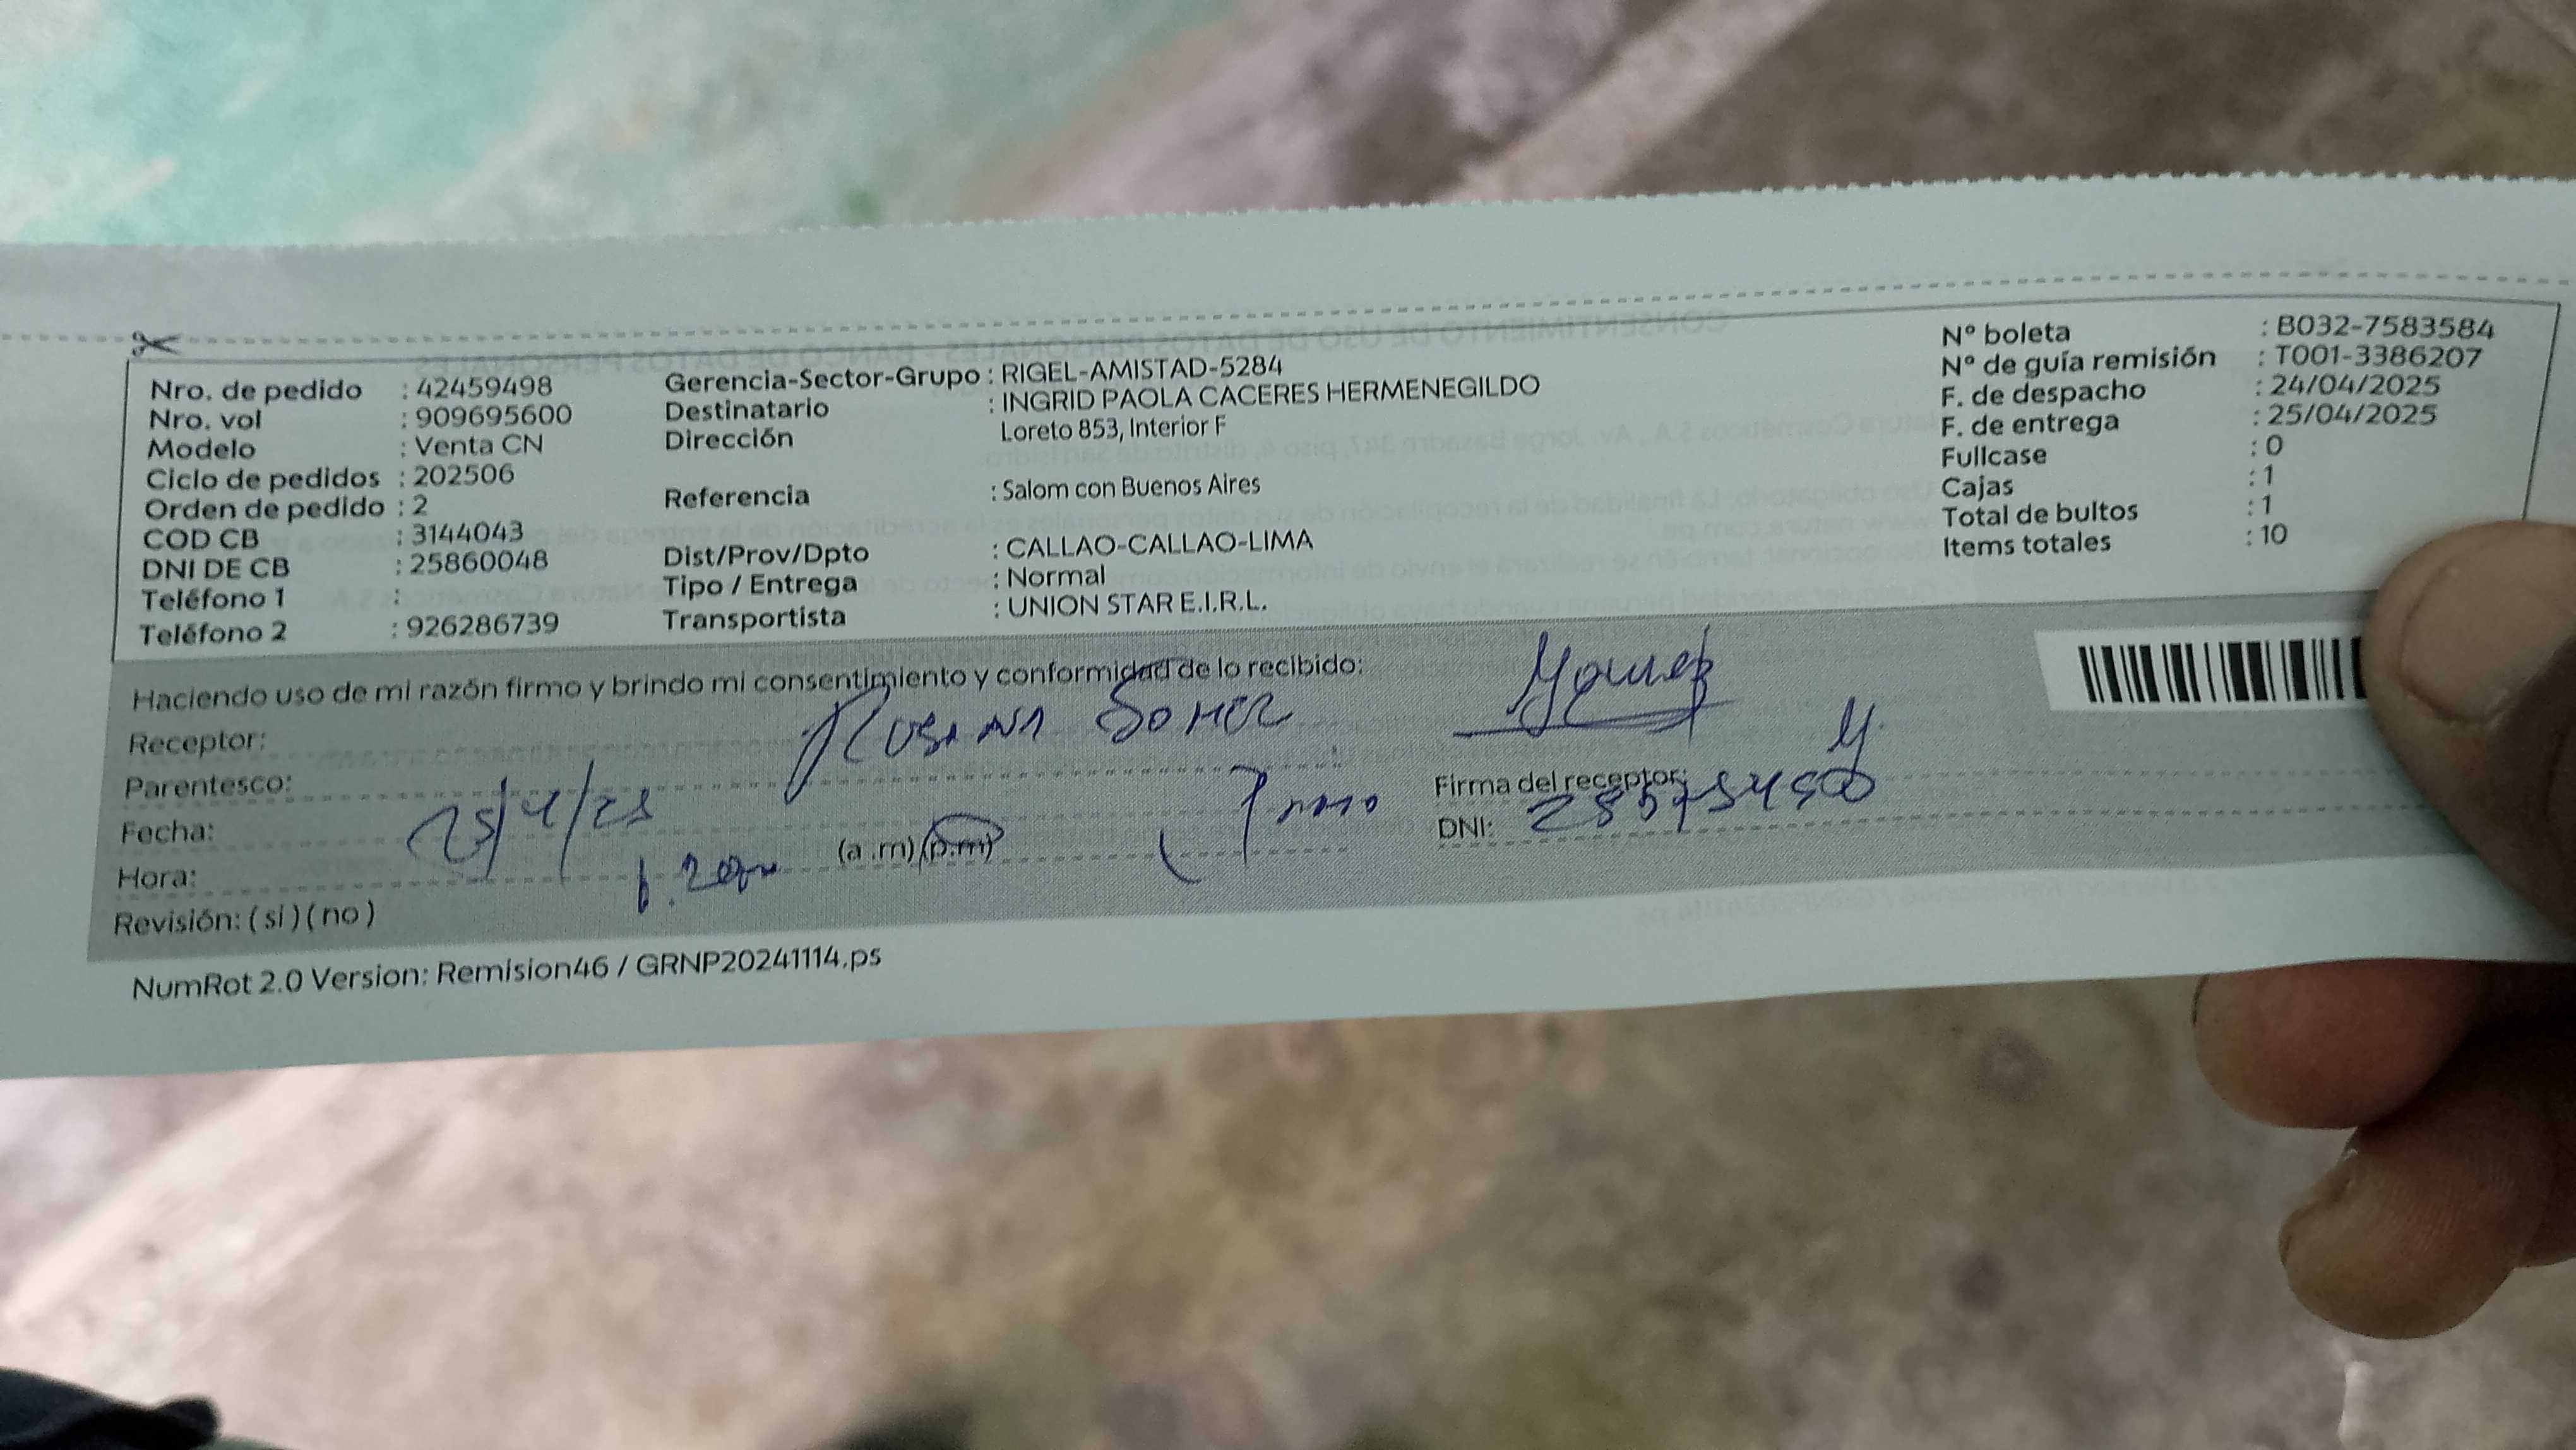 Nro. de pedido : 42459498
Nro. vol : 909695600
Modelo : Venta CN
Ciclo de pedidos : 202506
Orden de pedido : 2
COD CB : 3144043
DNI DE CB : 25860048
Teléfono 1 :
Teléfono 2 : 926286739
Gerencia-Sector-Grupo : RIGEL-AMISTAD-5284
Destinatario : INGRID PAOLA CACERES HERMENEGILDO
Dirección Loreto 853, Interior F
Referencia : Salom con Buenos Aires
Dist/Prov/Dpto : CALLAO-CALLAO-LIMA
Tipo / Entrega : Normal
Transportista : UNION STAR E.I.R.L.
N° boleta : B032-7583584
N° de guía remisión : T001-3386207
F. de despacho : 24/04/2025
F. de entrega : 25/04/2025
Fullcase : 0
Cajas : 1
Total de bultos : 1
Items totales : 10
Haciendo uso de mi razón firmo y brindo mi consentimiento y conformidad de lo recibido:
Receptor:
Parentesco:
Fecha: 25/4/25
Hora: (a .m) (p.m)
Revisión: ( si ) ( no )
Firma del receptor:
DNI:
NumRot 2.0 Version: Remision46 / GRNP20241114.ps